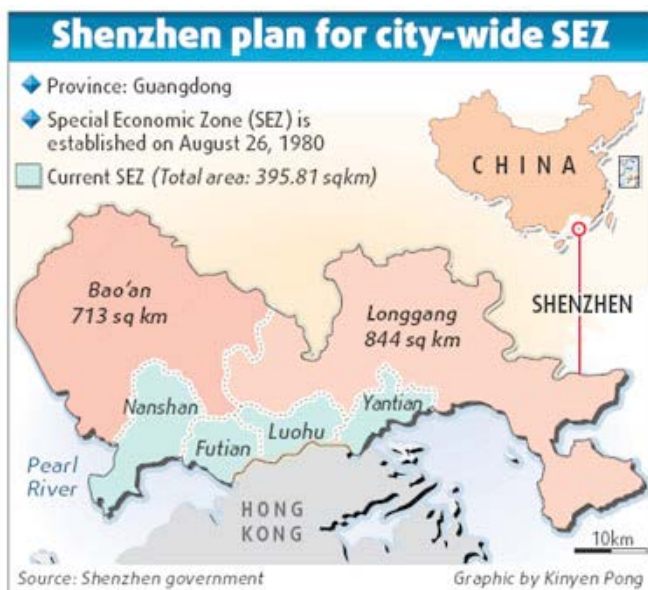 Shenzhen plan for city-wide SEZ
Province: Guangdong
Special Economic Zone (SEZ) is
established on August 26, 1980
Current SEZ (Total area: 395.81 sqkm)
CHINA
SHENZHEN
Bao'an
713 sq km
Longgang
844 sq km
Nanshan
Futian
Luohu
Yantian
Pearl
River
HONG
KONG
10km
Source: Shenzhen government
Graphic by Kinyen Pong